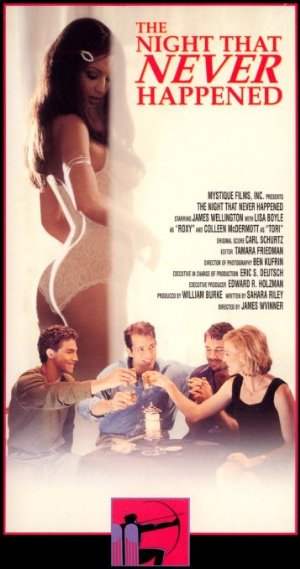 THE
NIGHT THAT
NEVER
HAPPENED
MYSTIQUE FILMS, INC. PRESENTS
THE NIGHT THAT NEVER HAPPENED
STARRING JAMES WELLINGTON WITH LISA BOYLE
AS "ROXY" AND COLLEEN McDERMOTT AS "TORI"
ORIGINAL SCORE CARL SCHURTZ
EDITOR TAMARA FRIEDMAN
DIRECTOR OF PHOTOGRAPHY BEN KUFRIN
EXECUTIVE IN CHARGE OF PRODUCTION ERIC S. DEUTSCH
EXECUTIVE PRODUCER EDWARD R. HOLZMAN
PRODUCED BY WILLIAM BURKE WRITTEN BY SAHARA RILEY
DIRECTED BY JAMES WVINNER